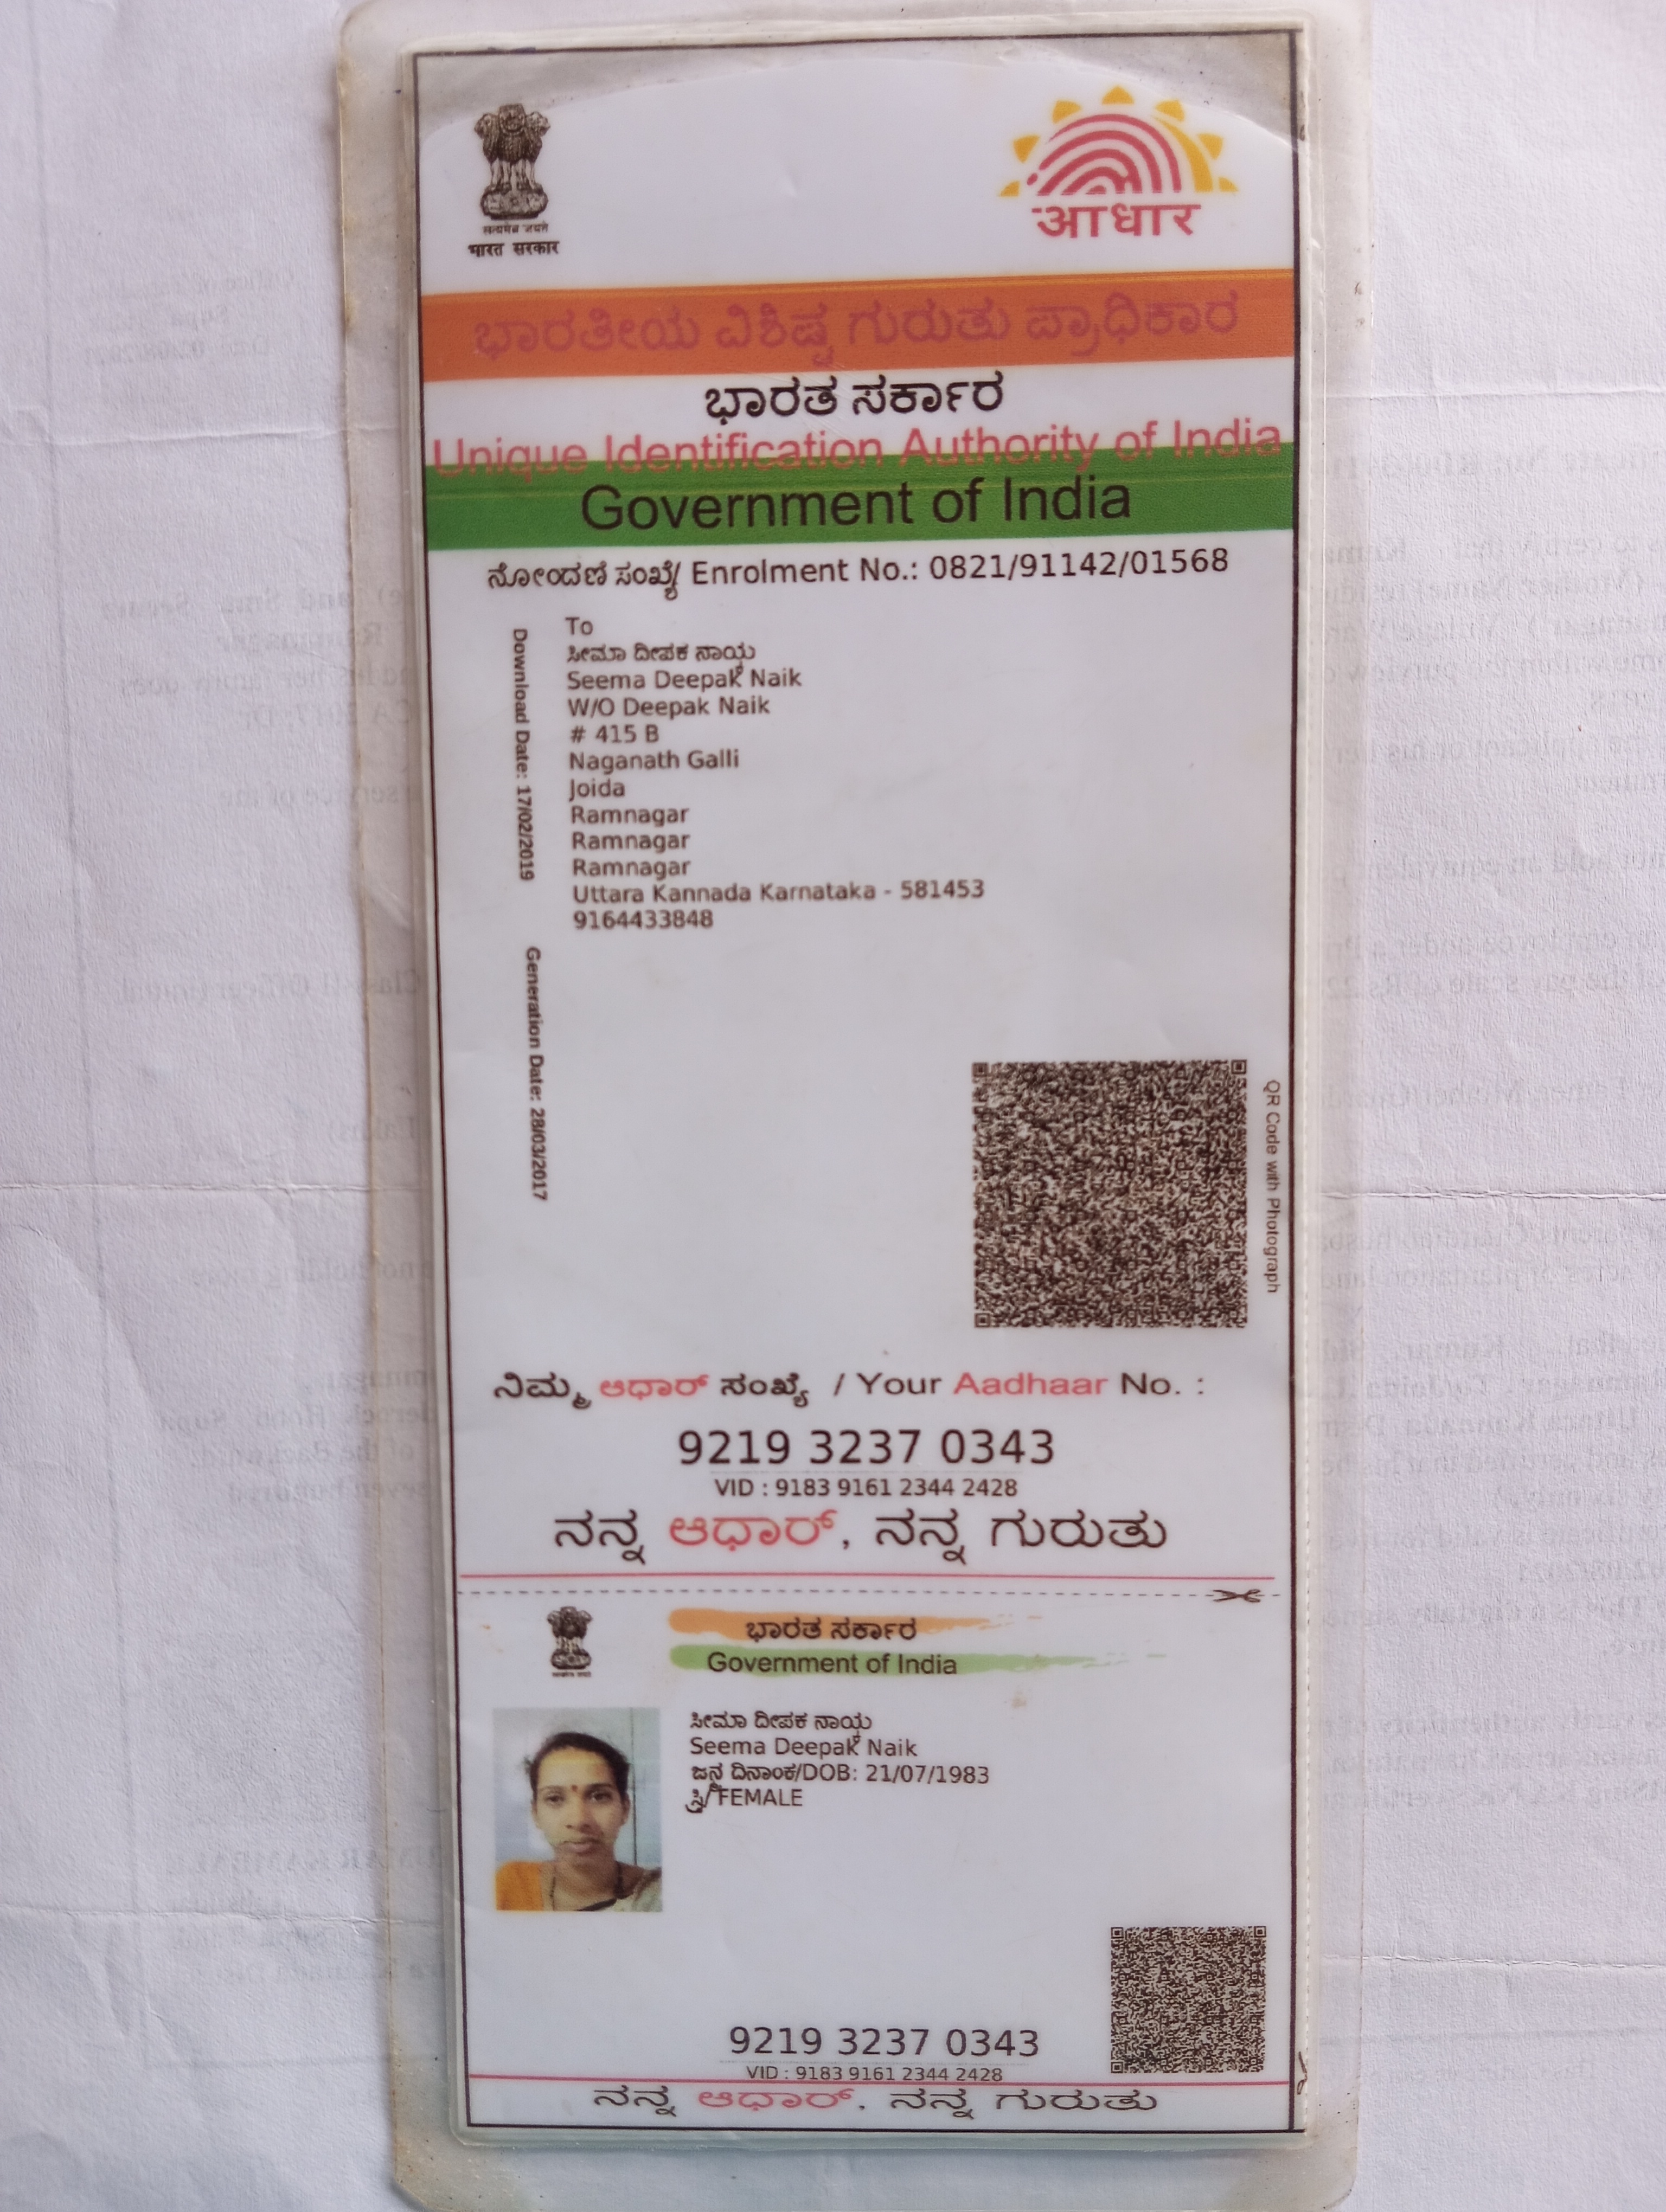 सत्यमेव जयते
भारत सरकार
आधार
ಭಾರತೀಯ ವಿಶಿಷ್ಟ ಗುರುತು ಪ್ರಾಧಿಕಾರ
ಭಾರತ ಸರ್ಕಾರ
Unique Identification Authority of India
Government of India
ನೋಂದಣಿ ಸಂಖ್ಯೆ/ Enrolment No.: 0821/91142/01568
Download Date: 17/02/2019
Generation Date: 28/03/2017
To
ಸೀಮಾ ದೀಪಕ ನಾಯ್ಕ
Seema Deepak Naik
W/O Deepak Naik
# 415 B
Naganath Galli
Joida
Ramnagar
Ramnagar
Ramnagar
Uttara Kannada Karnataka - 581453
9164433848
QR Code with Photograph
ನಿಮ್ಮ ಆಧಾರ್ ಸಂಖ್ಯೆ / Your Aadhaar No. :
9219 3237 0343
VID : 9183 9161 2344 2428
ನನ್ನ ಆಧಾರ್, ನನ್ನ ಗುರುತು
ಭಾರತ ಸರ್ಕಾರ
Government of India
ಸೀಮಾ ದೀಪಕ ನಾಯ್ಕ
Seema Deepak Naik
ಜನ್ಮ ದಿನಾಂಕ/DOB: 21/07/1983
ಸ್ತ್ರೀ/FEMALE
9219 3237 0343
VID : 9183 9161 2344 2428
ನನ್ನ ಆಧಾರ್, ನನ್ನ ಗುರುತು